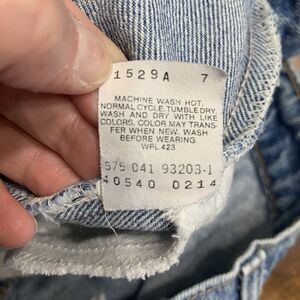 1529A 7
MACHINE WASH HOT.
NORMAL CYCLE. TUMBLE DRY.
WASH AND DRY WITH LIKE
COLORS. COLOR MAY TRANS-
FER WHEN NEW. WASH
BEFORE WEARING.
WPL 423
575 041 93203-1
40540 0214